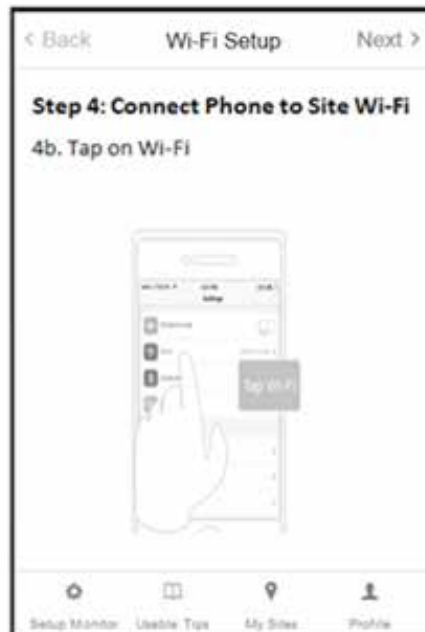 < Back Wi-Fi Setup Next >
Step 4: Connect Phone to Site Wi-Fi
4b. Tap on Wi-Fi
Tap Wi-Fi
Setup Monitor Usable Tips My Sites Profile